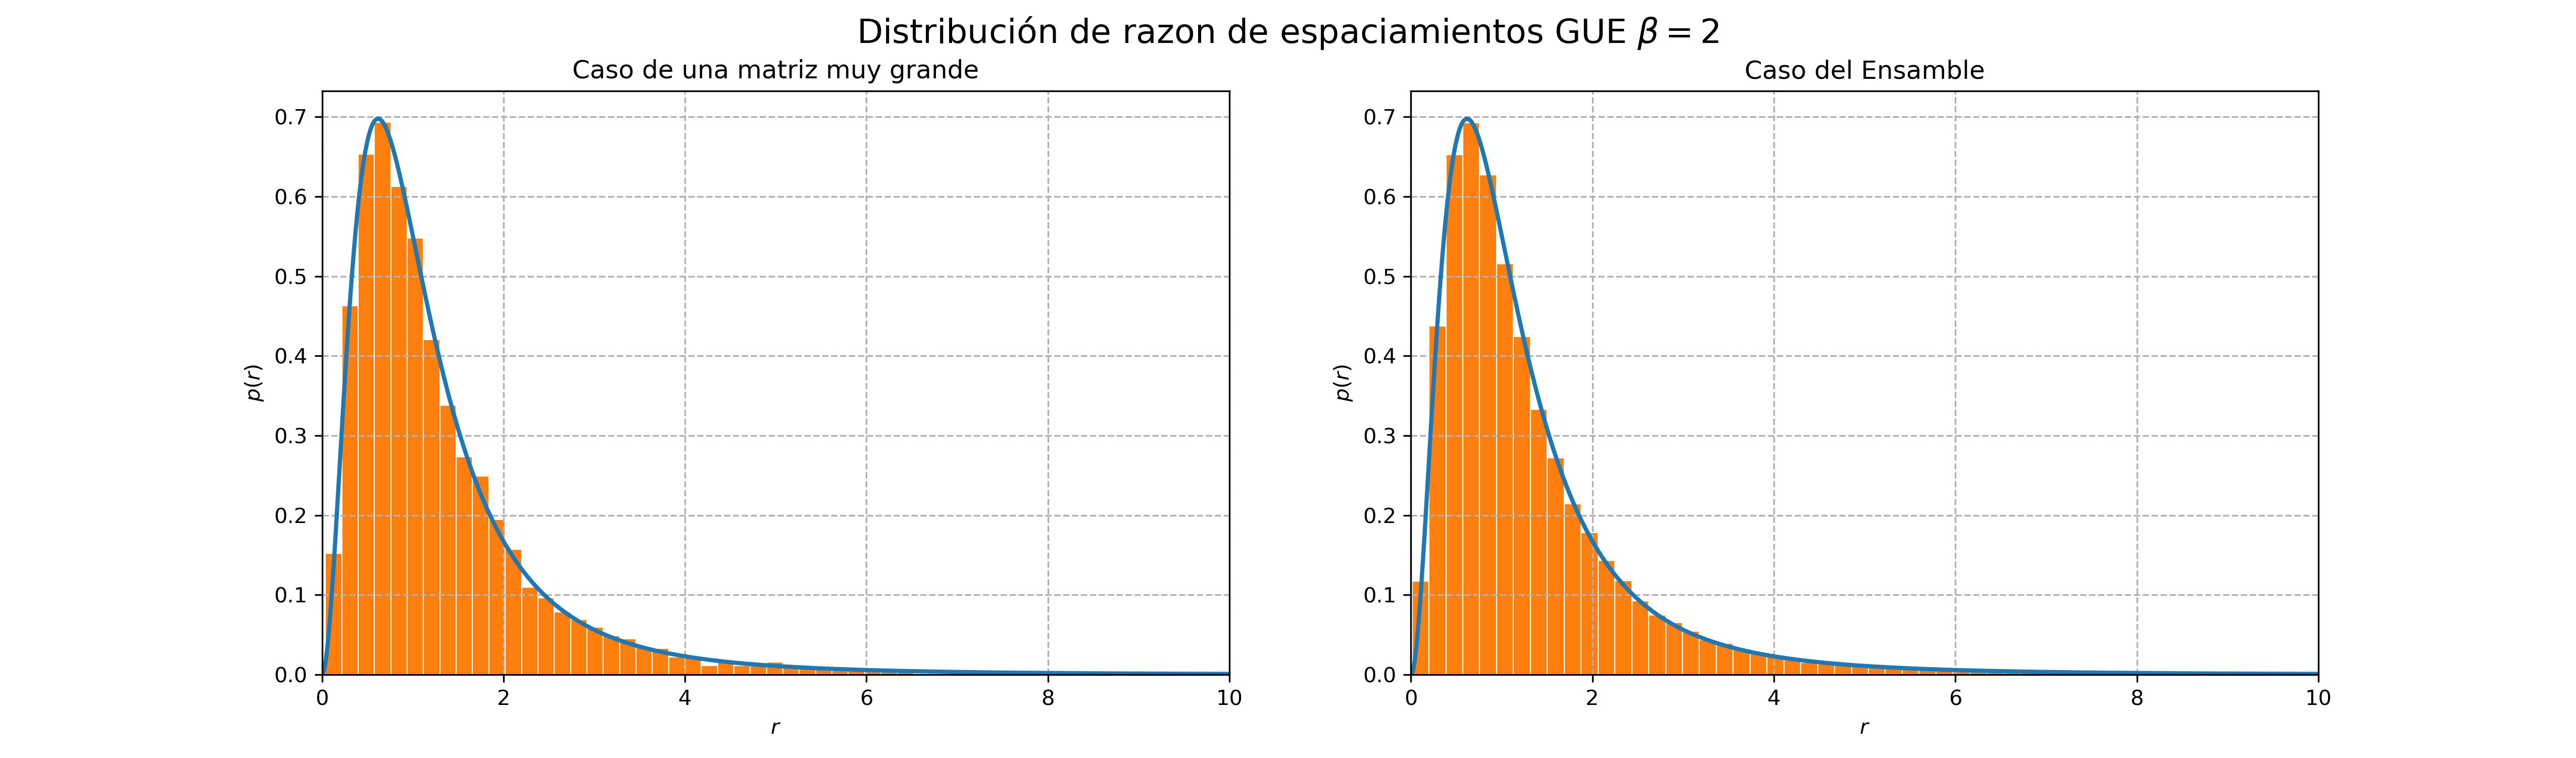 Distribución de razon de espaciamientos GUE β = 2
Caso de una matriz muy grande
0.7
0.6
0.5
0.4
0.3
0.2
0.1
0.0
p(r)
0 2 4 6 8 10
r
Caso del Ensamble
0.7
0.6
0.5
0.4
0.3
0.2
0.1
0.0
p(r)
0 2 4 6 8 10
r